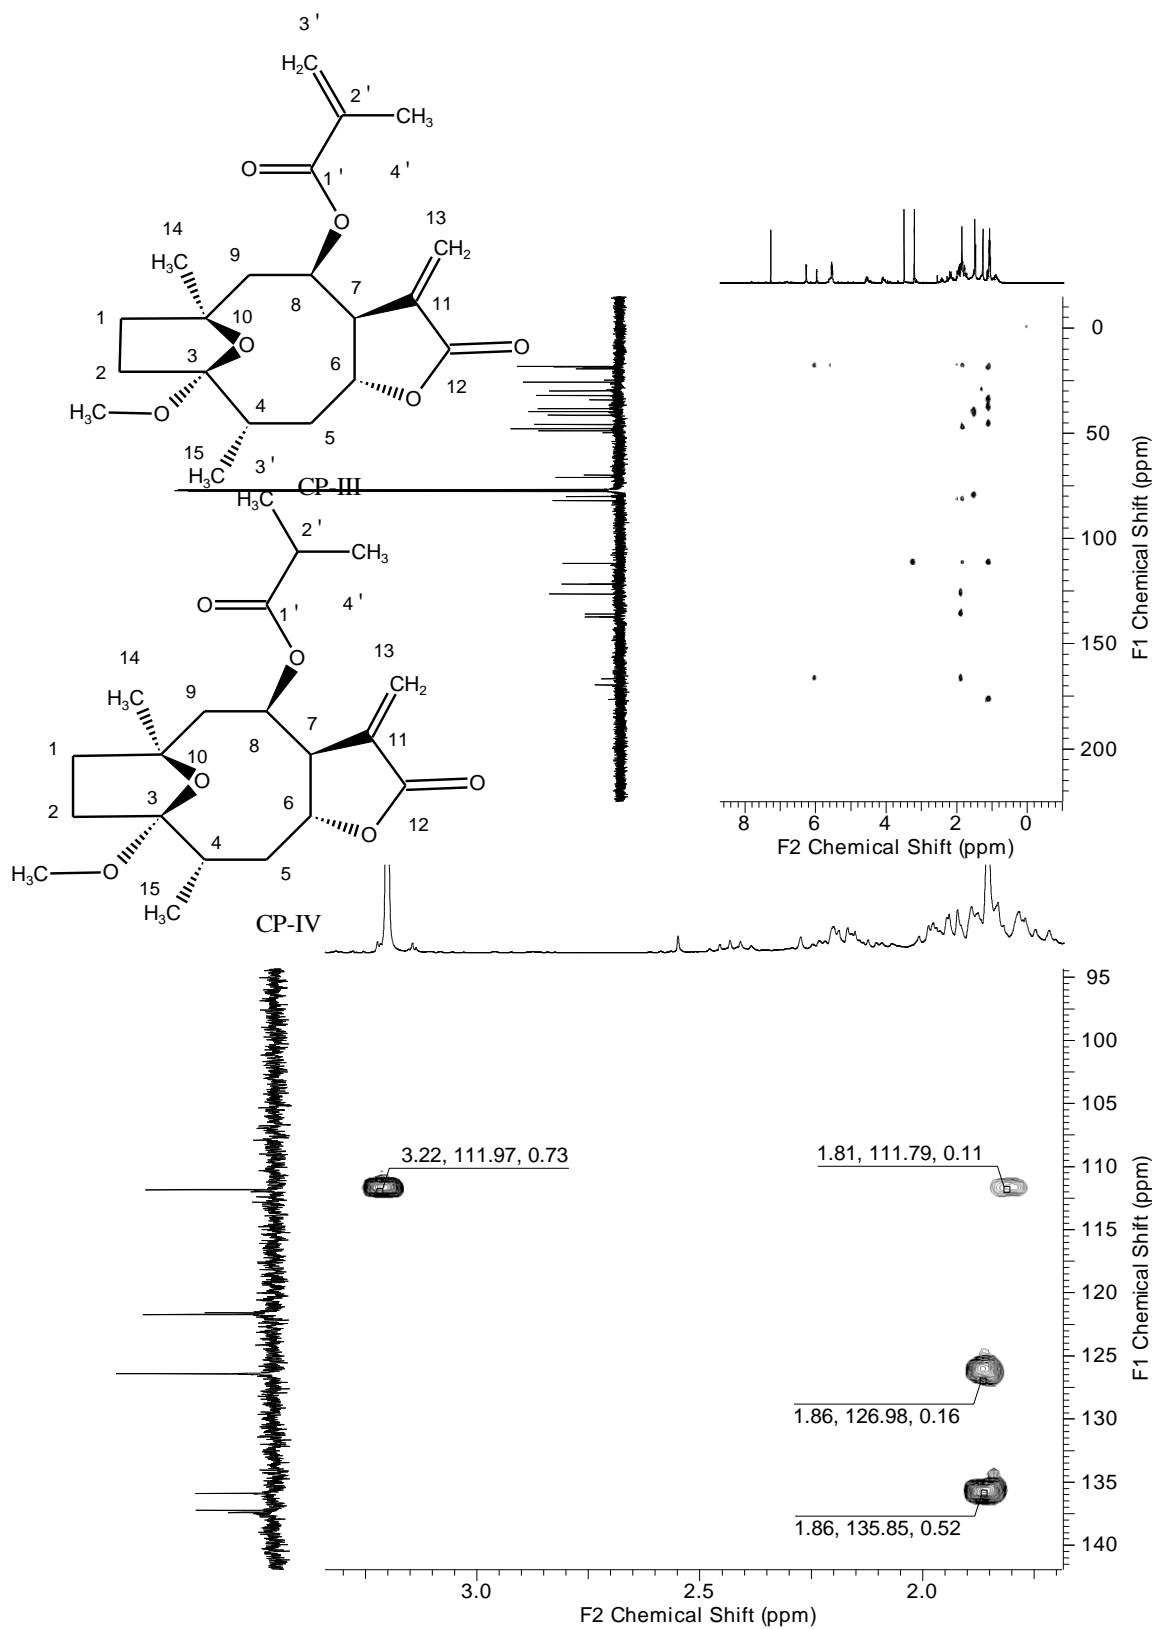 3 '
H2C
2 '
CH3
O
1 '
4 '
O
13
14
H3C
9
CH2
8
7
11
1
10
O
O
2
3
6
12
O
H3C
O
4
5
15
H3C
CP-III
3 '
H3C
2 '
CH3
O
1 '
4 '
O
13
14
H3C
9
CH2
8
7
11
1
10
O
O
2
3
6
12
O
H3C
O
4
5
15
H3C
CP-IV
0
50
100
150
200
F1 Chemical Shift (ppm)
8 6 4 2 0
F2 Chemical Shift (ppm)
95
100
105
110
115
120
125
130
135
140
F1 Chemical Shift (ppm)
3.22, 111.97, 0.73
1.81, 111.79, 0.11
1.86, 126.98, 0.16
1.86, 135.85, 0.52
3.0 2.5 2.0
F2 Chemical Shift (ppm)